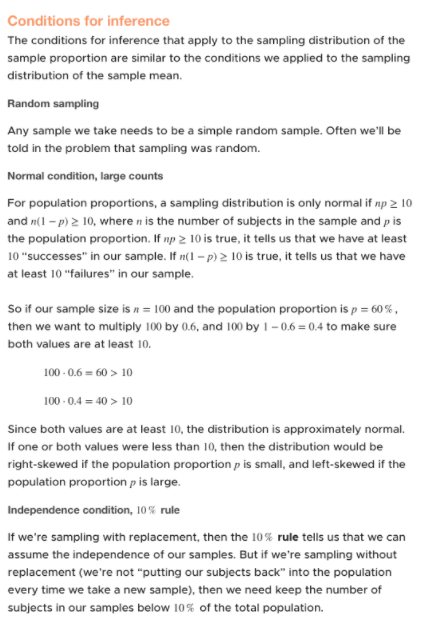 Conditions for inference
The conditions for inference that apply to the sampling distribution of the
sample proportion are similar to the conditions we applied to the sampling
distribution of the sample mean.
Random sampling
Any sample we take needs to be a simple random sample. Often we'll be
told in the problem that sampling was random.
Normal condition, large counts
For population proportions, a sampling distribution is only normal if np ≥ 10
and n(1 – p) ≥ 10, where n is the number of subjects in the sample and p is
the population proportion. If np ≥ 10 is true, it tells us that we have at least
10 "successes" in our sample. If n(1 – p) ≥ 10 is true, it tells us that we have
at least 10 "failures" in our sample.
So if our sample size is n = 100 and the population proportion is p = 60%,
then we want to multiply 100 by 0.6, and 100 by 1 – 0.6 = 0.4 to make sure
both values are at least 10.
100 · 0.6 = 60 > 10
100 · 0.4 = 40 > 10
Since both values are at least 10, the distribution is approximately normal.
If one or both values were less than 10, then the distribution would be
right-skewed if the population proportion p is small, and left-skewed if the
population proportion p is large.
Independence condition, 10% rule
If we're sampling with replacement, then the 10% rule tells us that we can
assume the independence of our samples. But if we're sampling without
replacement (we're not "putting our subjects back" into the population
every time we take a new sample), then we need keep the number of
subjects in our samples below 10% of the total population.